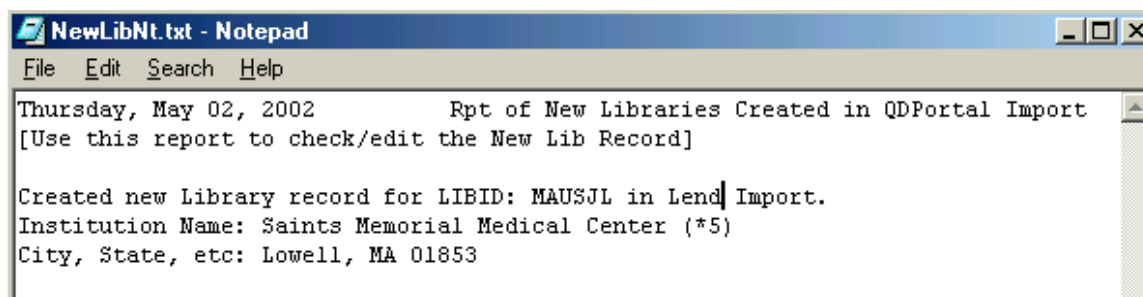 NewLibNt.txt - Notepad
File Edit Search Help
Thursday, May 02, 2002 Rpt of New Libraries Created in QDPortal Import
[Use this report to check/edit the New Lib Record]
Created new Library record for LIBID: MAUSJL in Lend Import.
Institution Name: Saints Memorial Medical Center (*5)
City, State, etc: Lowell, MA 01853